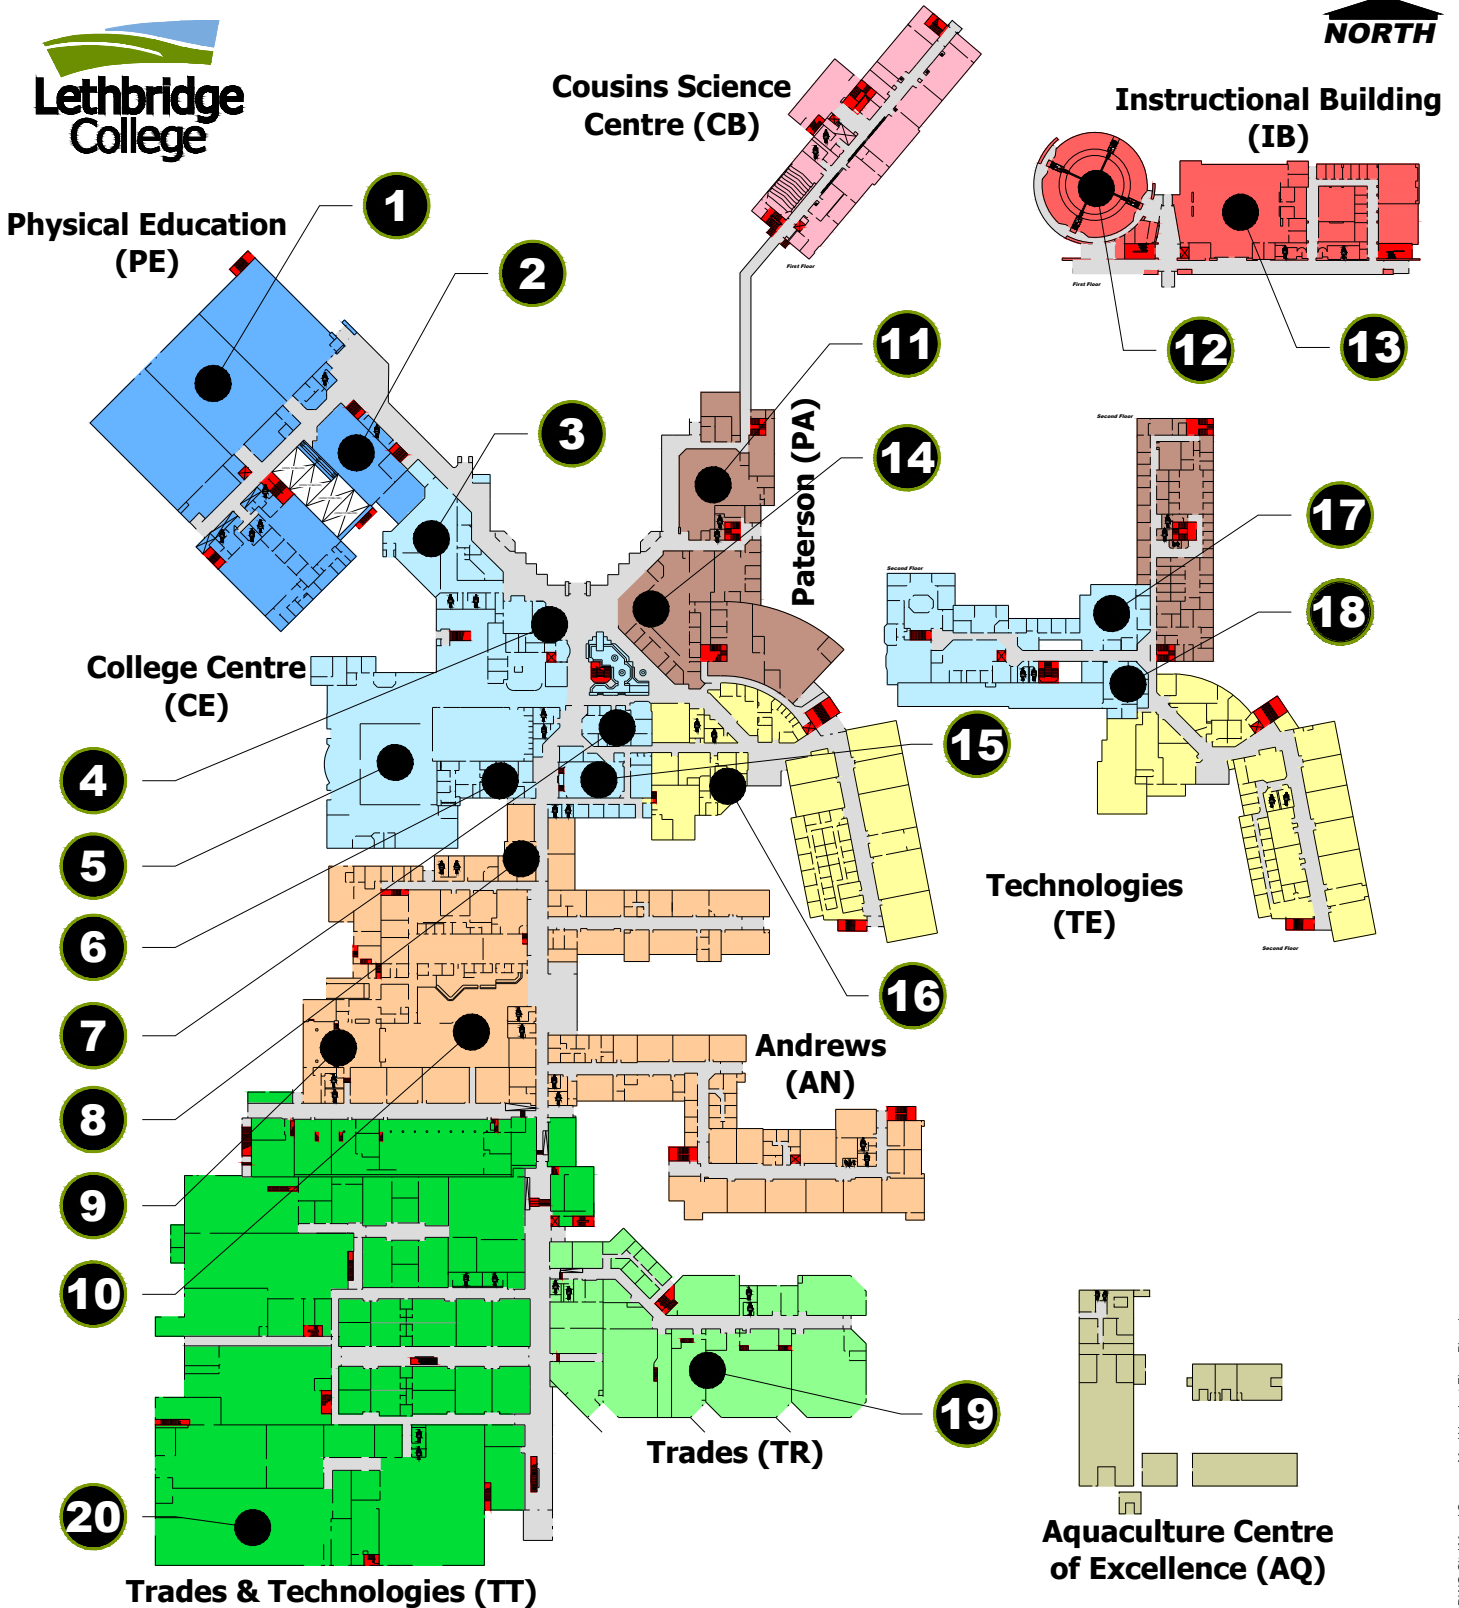 Lethbridge
College
NORTH
Cousins Science
Centre (CB)
Instructional Building
(IB)
Physical Education
(PE)
1
2
First Floor
First Floor
11
12
13
3
Second Floor
14
Paterson (PA)
17
Second Floor
18
College Centre
(CE)
15
4
5
Technologies
(TE)
6
Second Floor
16
7
Andrews
(AN)
8
9
10
19
Trades (TR)
20
Aquaculture Centre
of Excellence (AQ)
Trades & Technologies (TT)